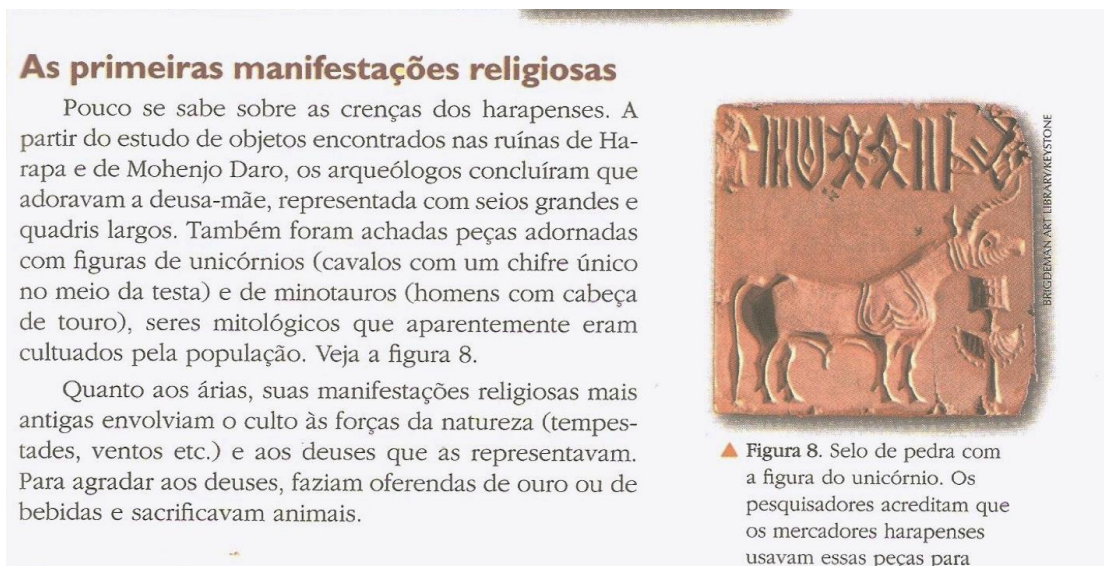 As primeiras manifestações religiosas
Pouco se sabe sobre as crenças dos harapenses. A
partir do estudo de objetos encontrados nas ruínas de Ha-
rapa e de Mohenjo Daro, os arqueólogos concluíram que
adoravam a deusa-mãe, representada com seios grandes e
quadris largos. Também foram achadas peças adornadas
com figuras de unicórnios (cavalos com um chifre único
no meio da testa) e de minotauros (homens com cabeça
de touro), seres mitológicos que aparentemente eram
cultuados pela população. Veja a figura 8.
Quanto aos árias, suas manifestações religiosas mais
antigas envolviam o culto às forças da natureza (tempes-
tades, ventos etc.) e aos deuses que as representavam.
Para agradar aos deuses, faziam oferendas de ouro ou de
bebidas e sacrificavam animais.
BRIGDEMAN ART LIBRARY/KEYSTONE
▲ Figura 8. Selo de pedra com
a figura do unicórnio. Os
pesquisadores acreditam que
os mercadores harapenses
usavam essas peças para